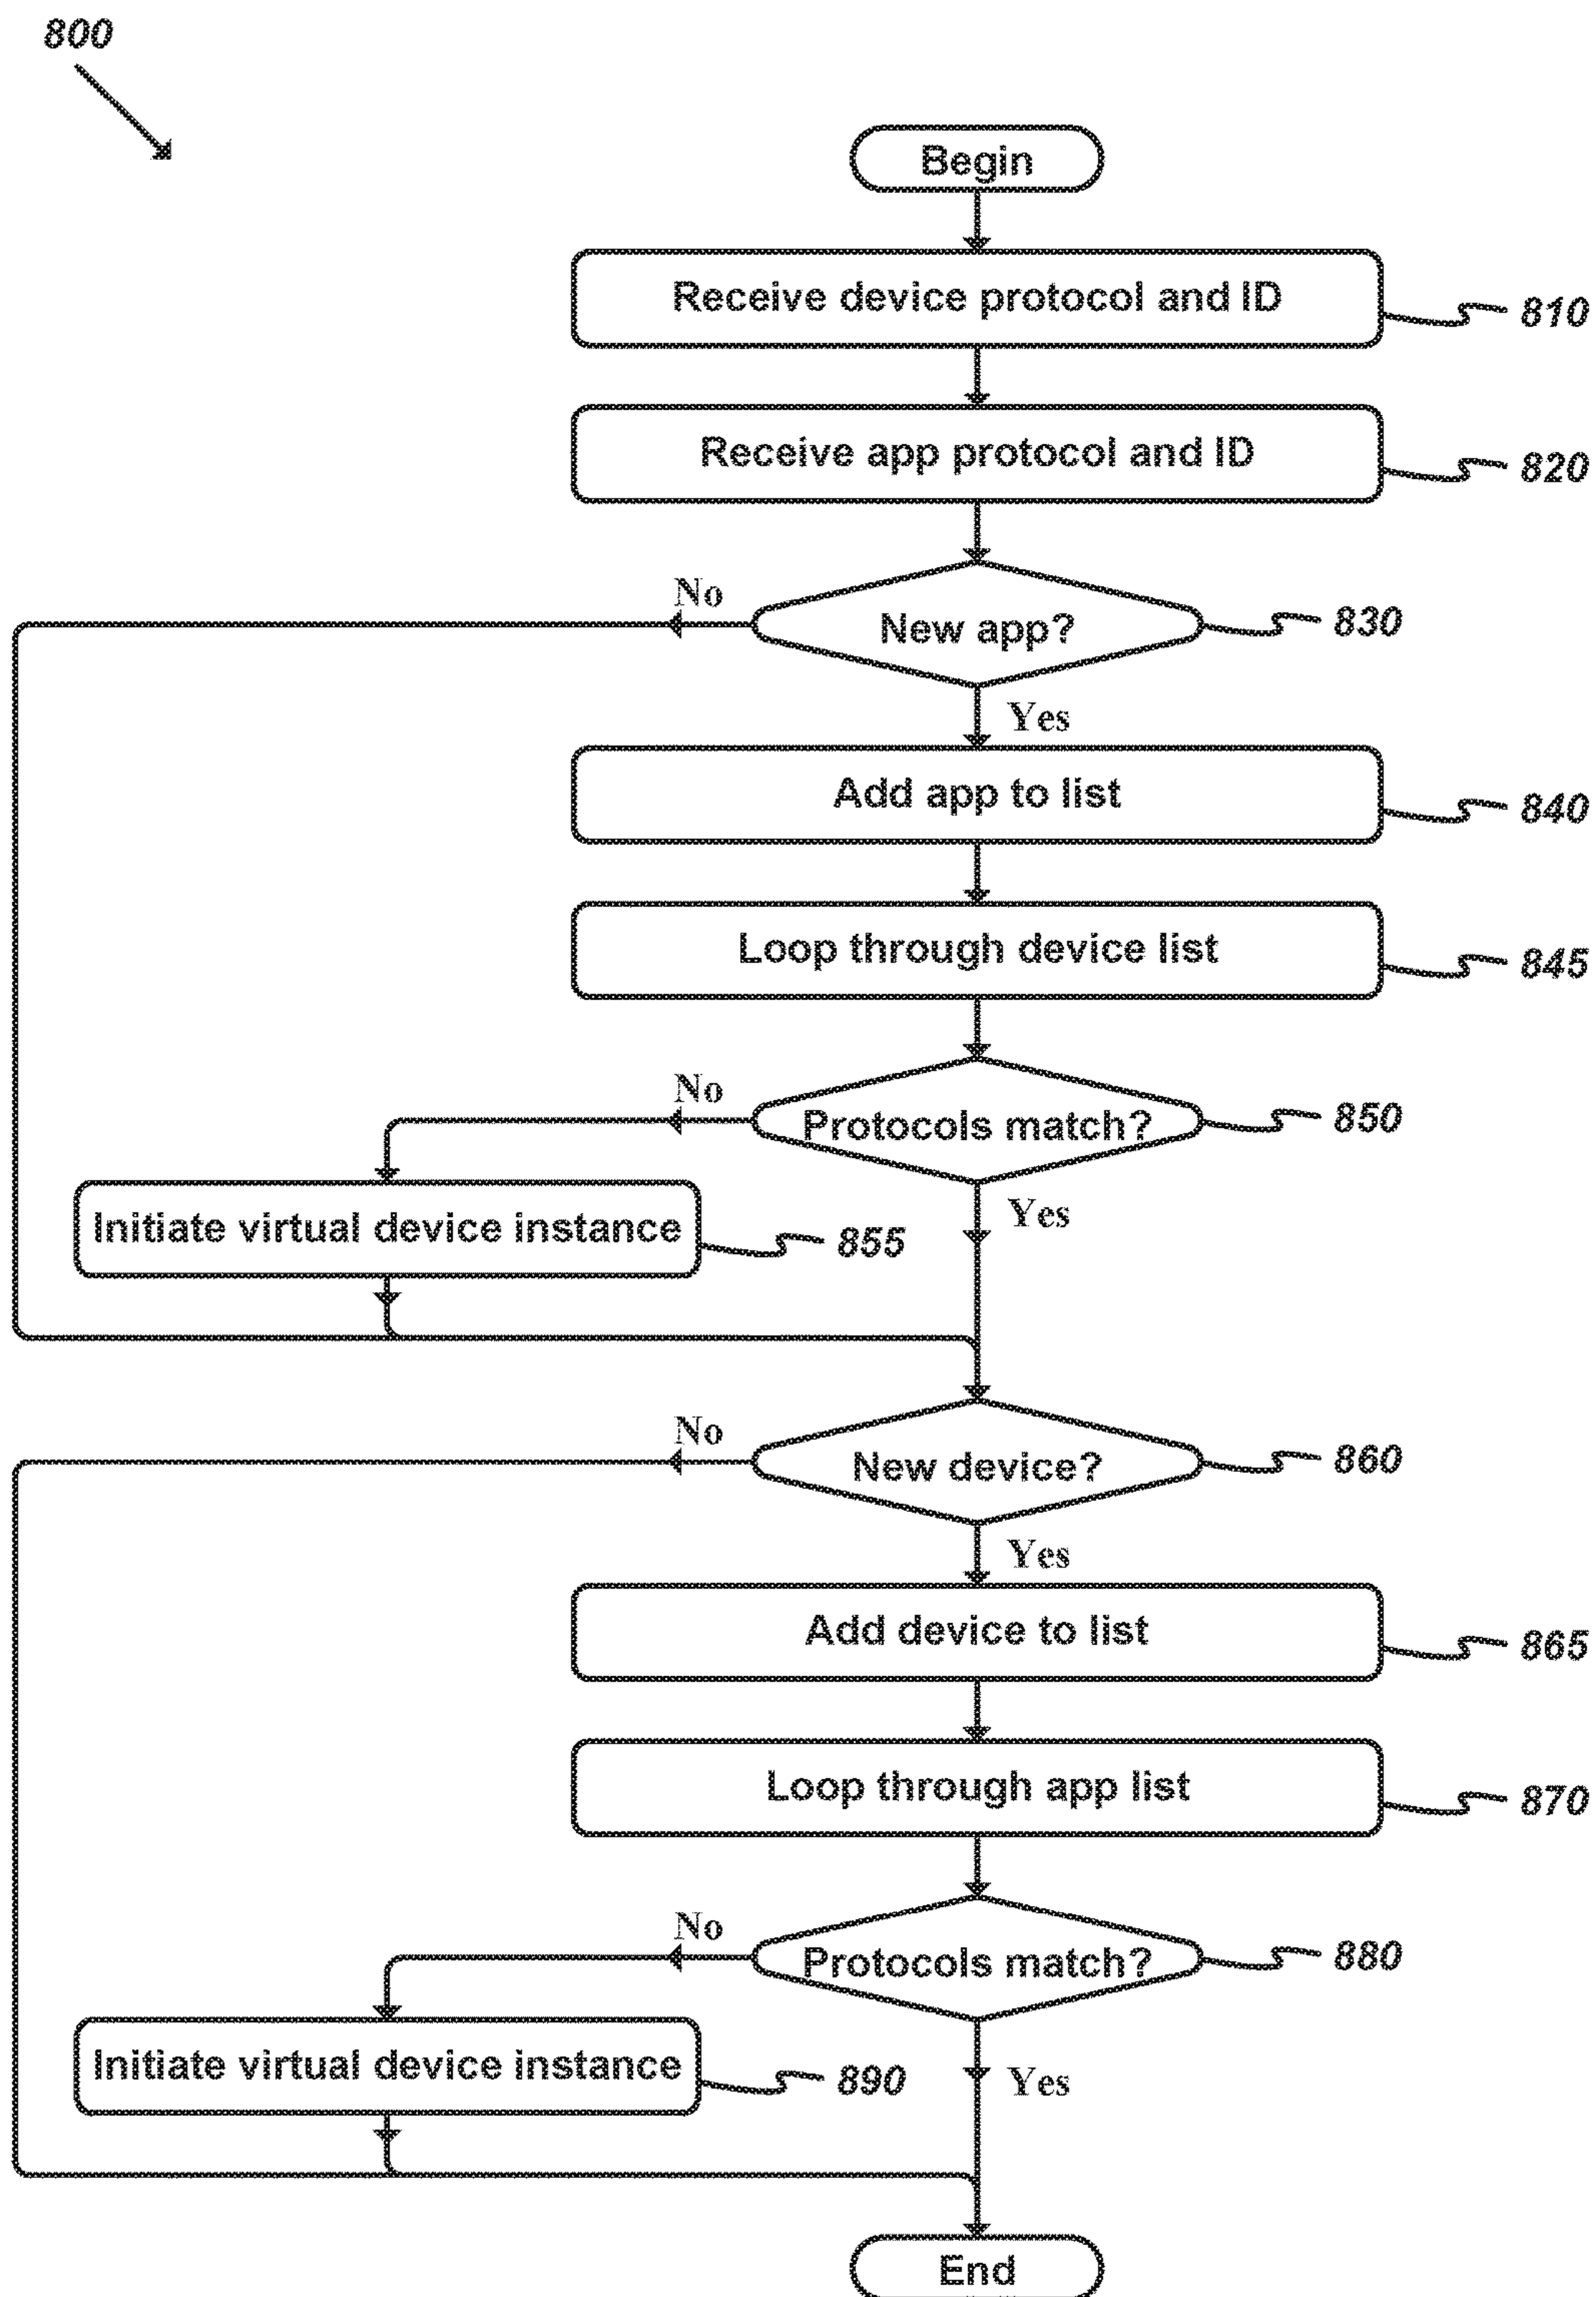 800
Begin
Receive device protocol and ID
810
Receive app protocol and ID
820
No
New app?
830
Yes
Add app to list
840
Loop through device list
845
No
Protocols match?
850
Yes
Initiate virtual device instance
855
No
New device?
860
Yes
Add device to list
865
Loop through app list
870
No
Protocols match?
880
Initiate virtual device instance
890
Yes
End